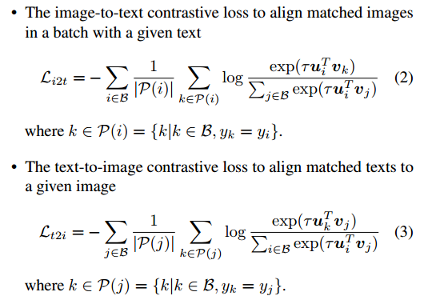 • The image-to-text contrastive loss to align matched images
in a batch with a given text
$\mathcal{L}_{i2t} = -\sum_{i \in \mathcal{B}} \frac{1}{|\mathcal{P}(i)|} \sum_{k \in \mathcal{P}(i)} \log \frac{\exp(\tau \boldsymbol{u}_i^T \boldsymbol{v}_k)}{\sum_{j \in \mathcal{B}} \exp(\tau \boldsymbol{u}_i^T \boldsymbol{v}_j)}$ (2)
where $k \in \mathcal{P}(i) = \{k | k \in \mathcal{B}, y_k = y_i\}$.
• The text-to-image contrastive loss to align matched texts to
a given image
$\mathcal{L}_{t2i} = -\sum_{j \in \mathcal{B}} \frac{1}{|\mathcal{P}(j)|} \sum_{k \in \mathcal{P}(j)} \log \frac{\exp(\tau \boldsymbol{u}_k^T \boldsymbol{v}_j)}{\sum_{i \in \mathcal{B}} \exp(\tau \boldsymbol{u}_i^T \boldsymbol{v}_j)}$ (3)
where $k \in \mathcal{P}(j) = \{k | k \in \mathcal{B}, y_k = y_j\}$.